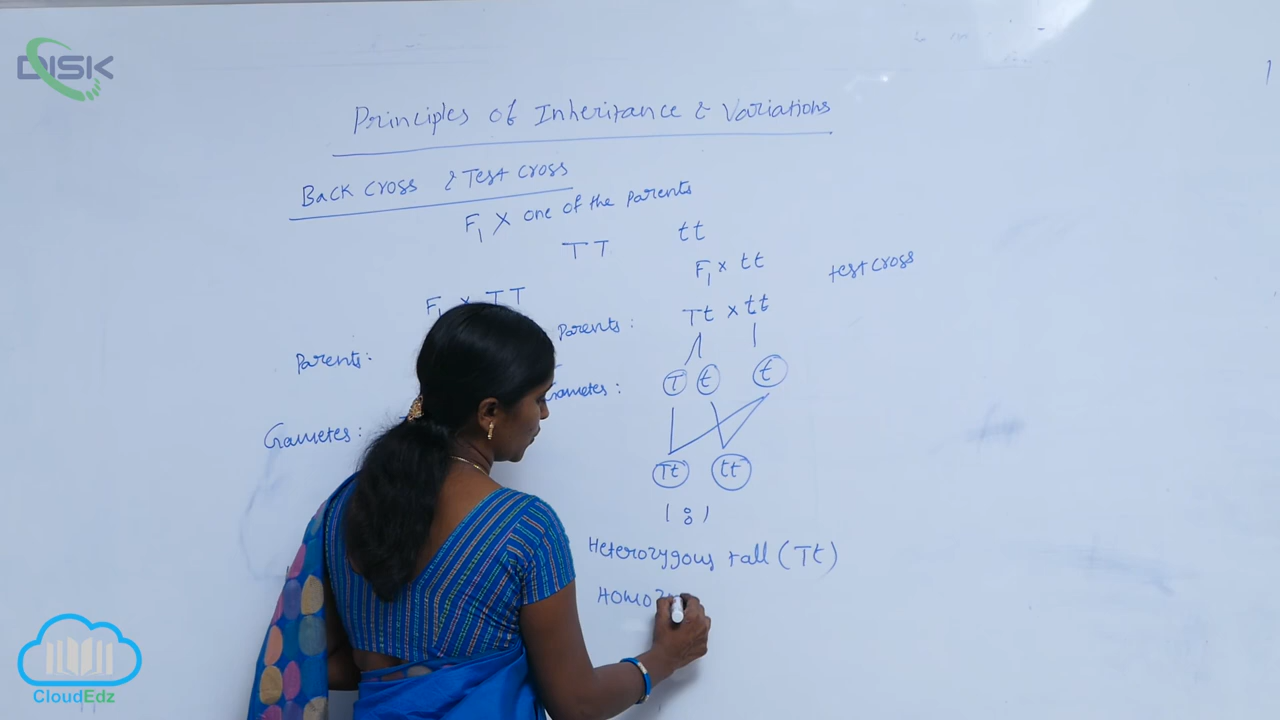 DISK
Principles of Inheritance & Variations
Back cross & Test cross
F1 X one of the parents
TT tt
F1 × tt test cross
F1 × TT
Tt × tt
Parents:
Parents:
T t t
Gametes:
Tt tt
1 : 1
Heterozygous tall (Tt)
CloudEdz